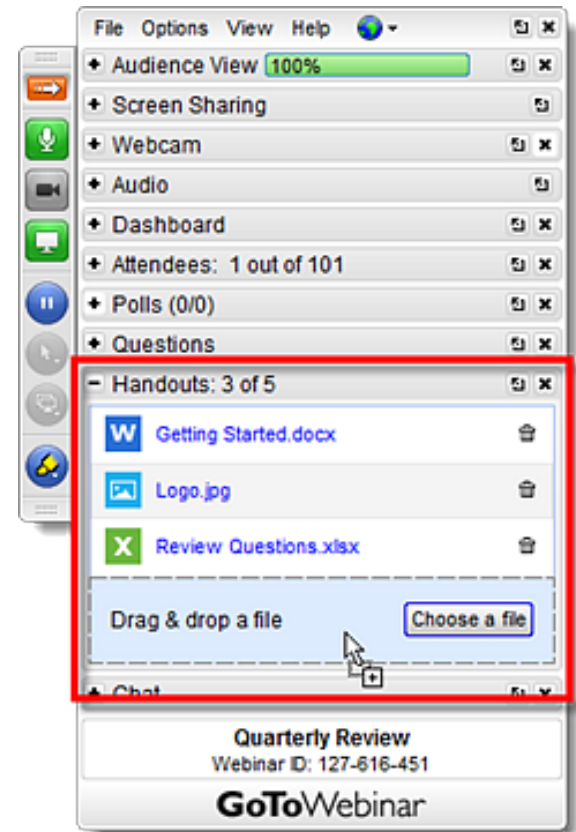 File Options View Help
Audience View 100%
Screen Sharing
Webcam
Audio
Dashboard
Attendees: 1 out of 101
Polls (0/0)
Questions
Handouts: 3 of 5
W Getting Started.docx
Logo.jpg
X Review Questions.xlsx
Drag & drop a file Choose a file
Chat
Quarterly Review
Webinar ID: 127-616-451
GoToWebinar